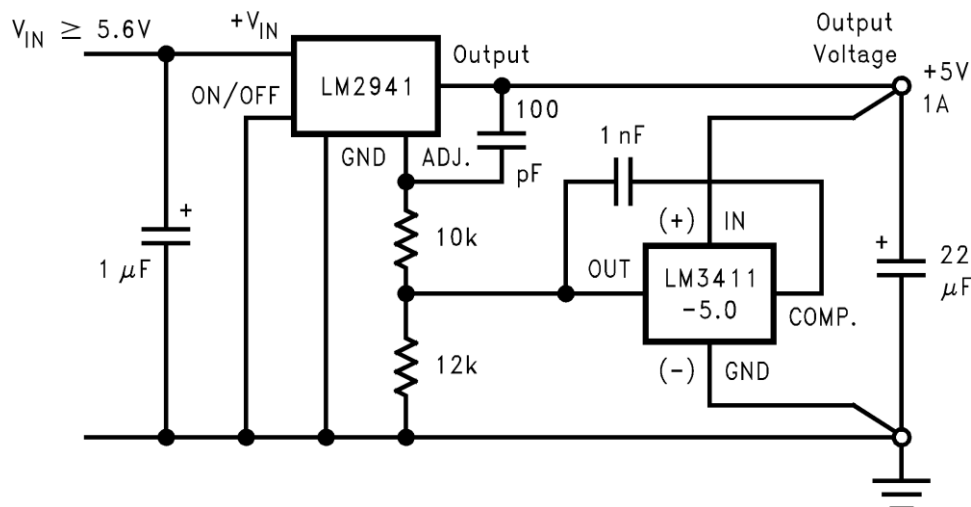 V_IN ≥ 5.6V
+V_IN
ON/OFF
LM2941
Output
GND
ADJ.
100
pF
1 nF
Output
Voltage
+5V
1A
+
1 μF
10k
12k
OUT
(+)
IN
LM3411
-5.0
COMP.
(-)
GND
+
22
μF